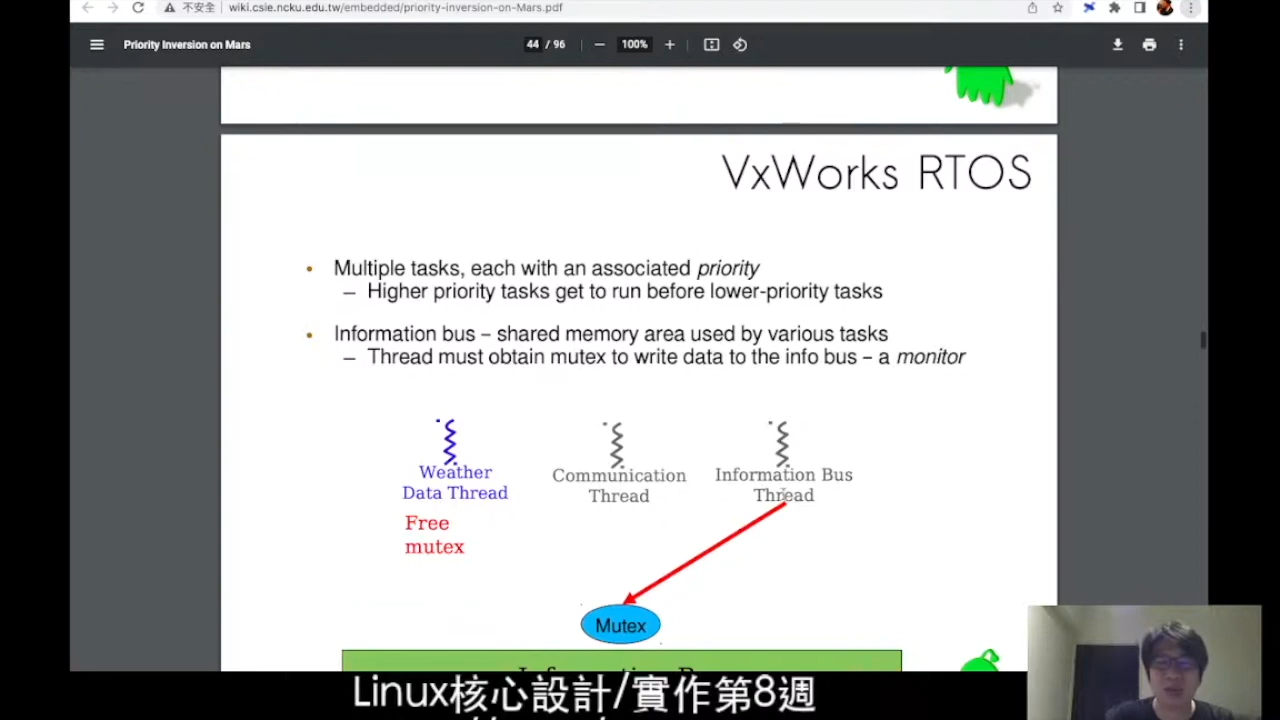 不安全 wiki.csie.ncku.edu.tw/embedded/priority-inversion-on-Mars.pdf
Priority Inversion on Mars 44 / 96 — 100% +
VxWorks RTOS
• Multiple tasks, each with an associated priority
– Higher priority tasks get to run before lower-priority tasks
• Information bus – shared memory area used by various tasks
– Thread must obtain mutex to write data to the info bus – a monitor
Weather
Data Thread
Communication
Thread
Information Bus
Thread
Free
mutex
Mutex
Linux核心設計/實作第8週